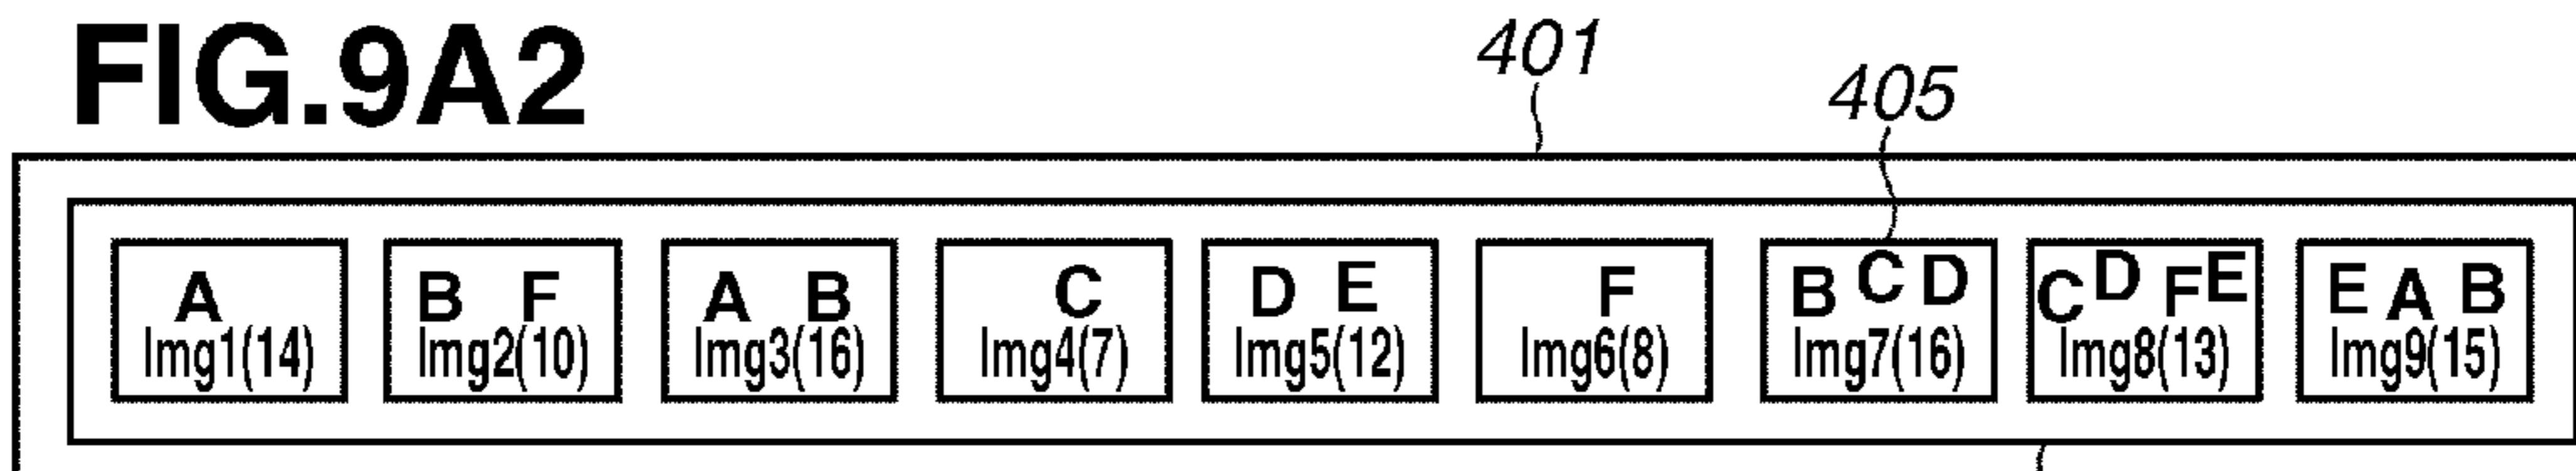 FIG.9A2
401
405
A
Img1(14)
B F
Img2(10)
A B
Img3(16)
C
Img4(7)
D E
Img5(12)
F
Img6(8)
B C D
Img7(16)
C D F E
Img8(13)
E A B
Img9(15)